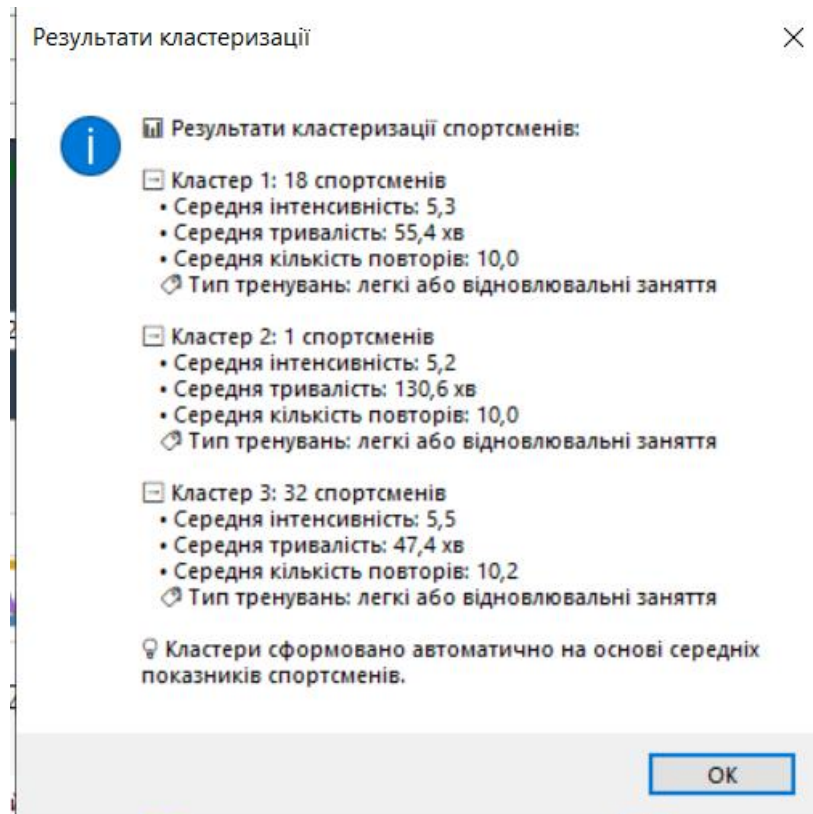 Результати кластеризації
📊 Результати кластеризації спортсменів:
Кластер 1: 18 спортсменів
• Середня інтенсивність: 5,3
• Середня тривалість: 55,4 хв
• Середня кількість повторів: 10,0
Тип тренувань: легкі або відновлювальні заняття
Кластер 2: 1 спортсменів
• Середня інтенсивність: 5,2
• Середня тривалість: 130,6 хв
• Середня кількість повторів: 10,0
Тип тренувань: легкі або відновлювальні заняття
Кластер 3: 32 спортсменів
• Середня інтенсивність: 5,5
• Середня тривалість: 47,4 хв
• Середня кількість повторів: 10,2
Тип тренувань: легкі або відновлювальні заняття
Кластери сформовано автоматично на основі середніх
показників спортсменів.
OK